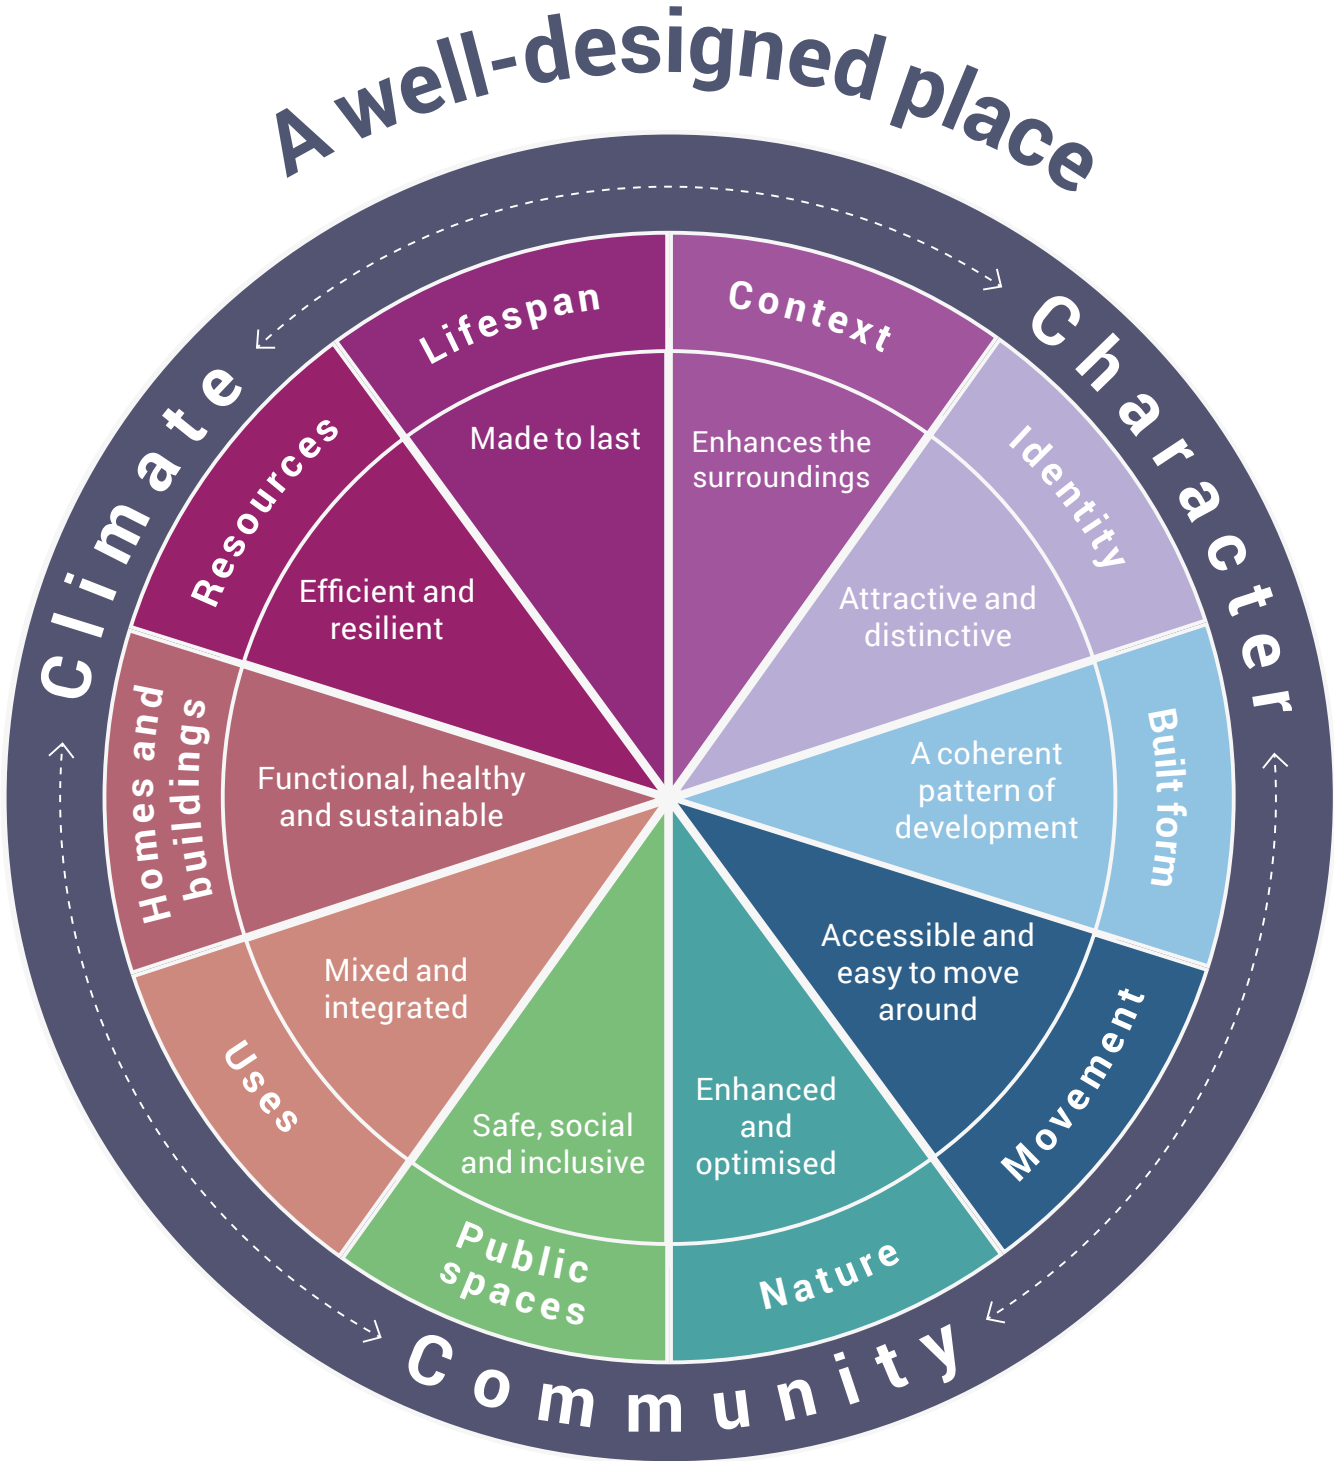 A well-designed place
Climate
Character
Community
Lifespan
Made to last
Context
Enhances the
surroundings
Identity
Attractive and
distinctive
Built form
A coherent
pattern of
development
Movement
Accessible and
easy to move
around
Nature
Enhanced
and
optimised
Public
spaces
Safe, social
and inclusive
Uses
Mixed and
integrated
Homes and
buildings
Functional, healthy
and sustainable
Resources
Efficient and
resilient